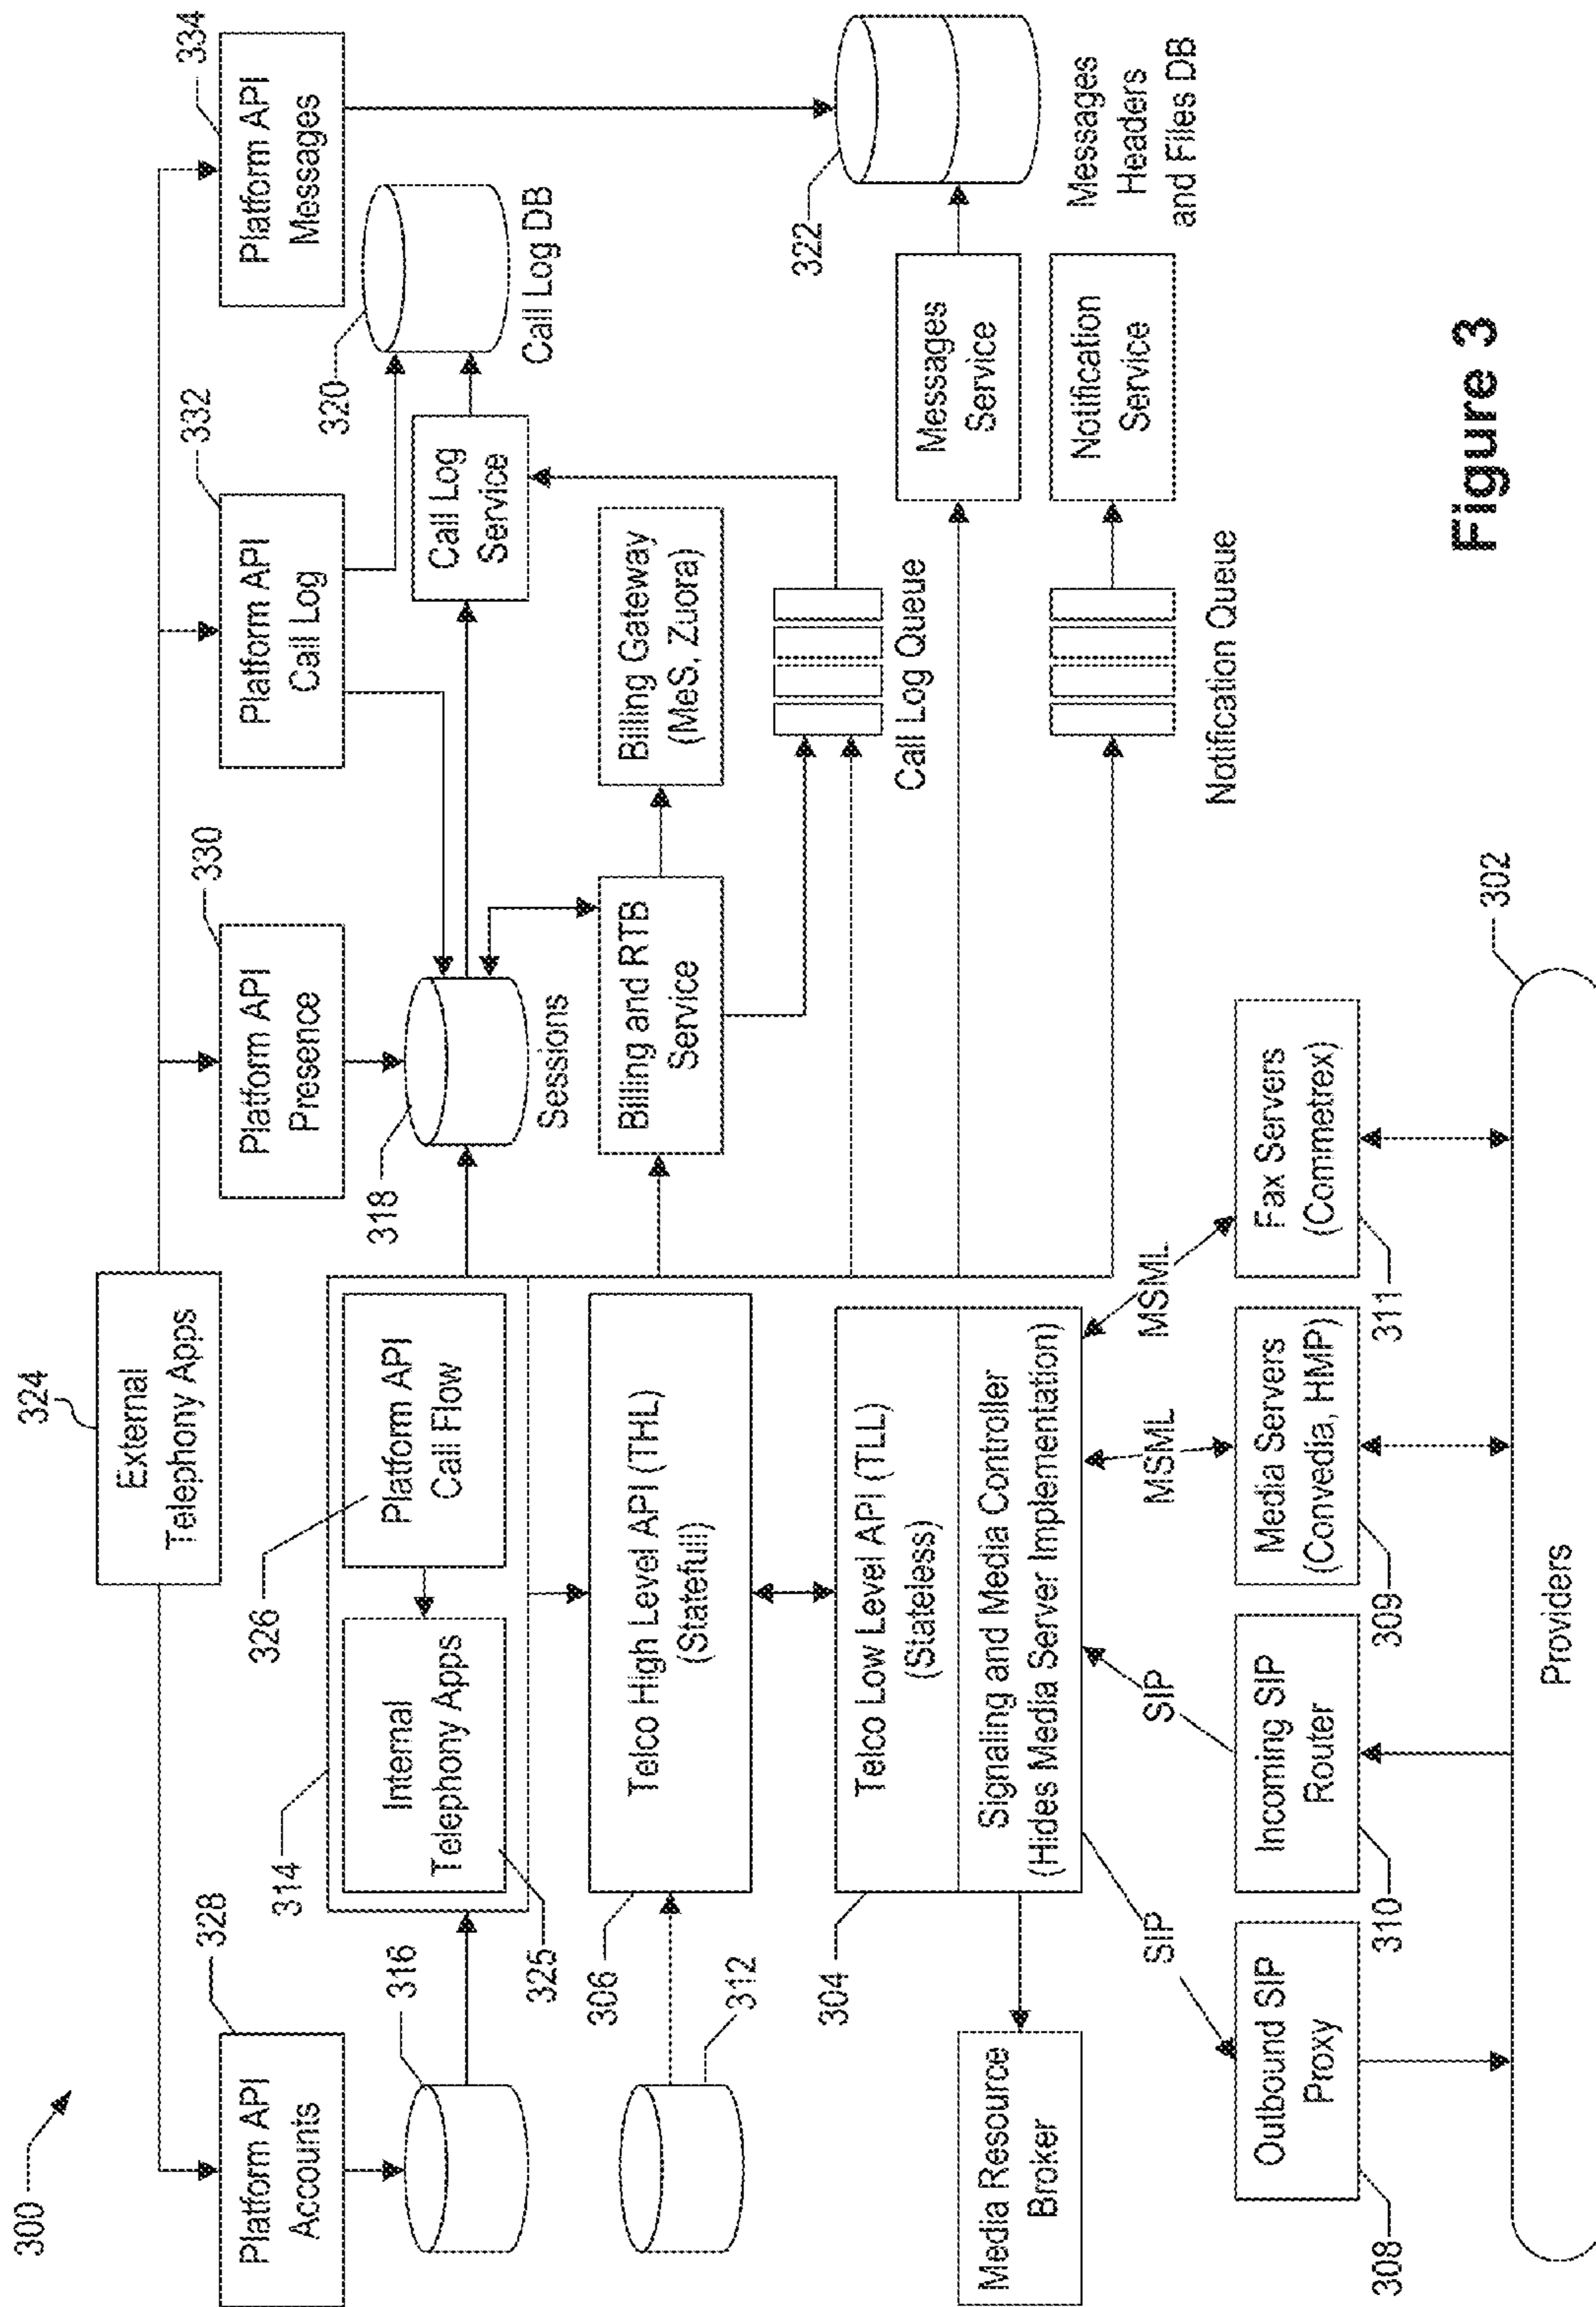 300
324
External
Telephony Apps
328
Platform API
Accounts
330
Platform API
Presence
332
Platform API
Call Log
334
Platform API
Messages
314
316
326
Internal
Telephony Apps
Platform API
Call Flow
325
318
Sessions
Call Log
Service
320
Call Log DB
306
312
Telco High Level API (THL)
(Statefull)
Billing and RTB
Service
Billing Gateway
(MeS, Zuora)
304
Telco Low Level API (TLL)
(Stateless)
Signaling and Media Controller
(Hides Media Server Implementation)
Call Log Queue
322
Messages
Service
Messages
Headers
and Files DB
Media Resource
Broker
Notification
Service
Notification Queue
SIP
SIP
MSML
MSML
Outbound SIP
Proxy
308
Incoming SIP
Router
310
Media Servers
(Convedia, HMP)
309
Fax Servers
(Commetrex)
311
302
Providers
Figure 3